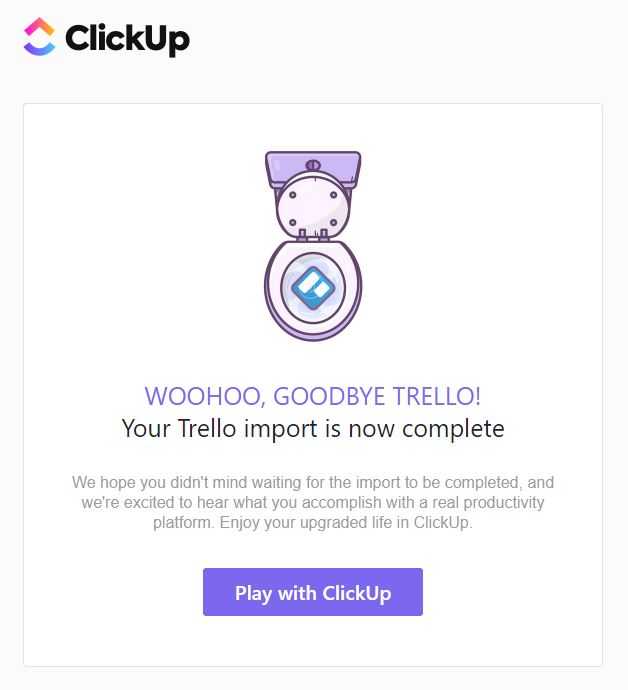 ClickUp
WOOHOO, GOODBYE TRELLO!
Your Trello import is now complete
We hope you didn't mind waiting for the import to be completed, and
we're excited to hear what you accomplish with a real productivity
platform. Enjoy your upgraded life in ClickUp.
Play with ClickUp